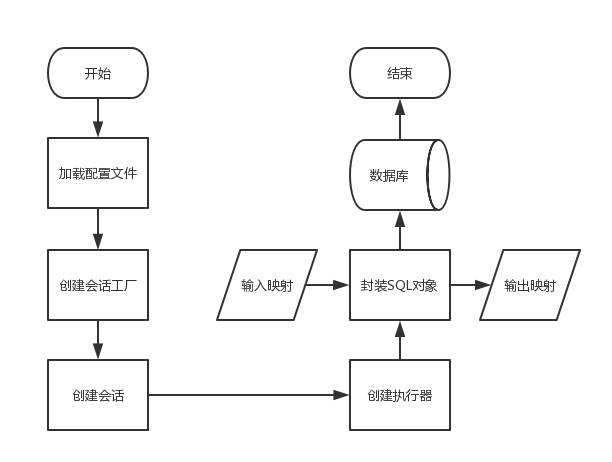 开始
加载配置文件
创建会话工厂
创建会话
创建执行器
输入映射
封装SQL对象
输出映射
数据库
结束